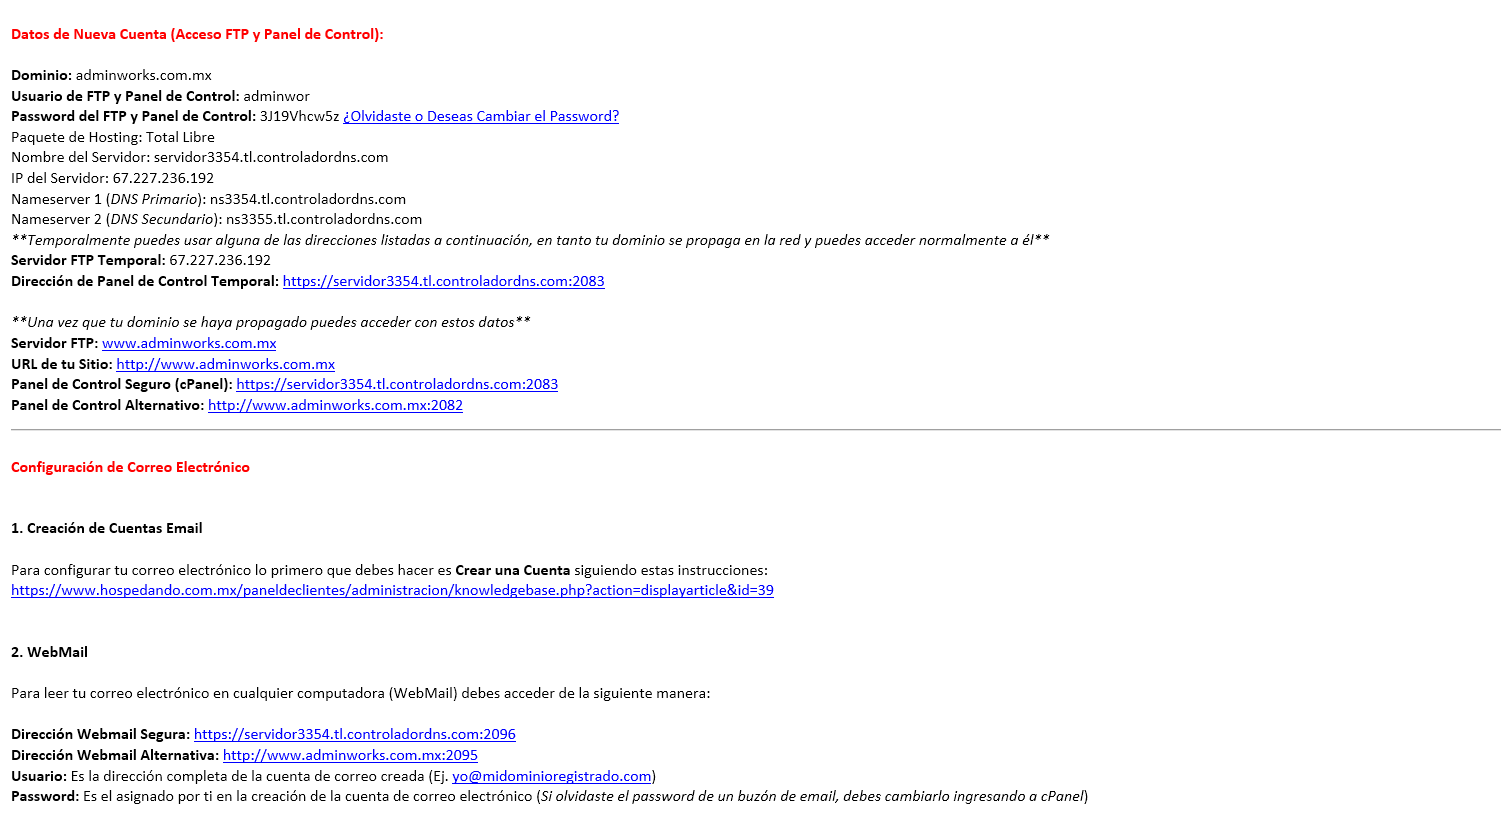 Datos de Nueva Cuenta (Acceso FTP y Panel de Control):
Dominio: adminworks.com.mx
Usuario de FTP y Panel de Control: adminwor
Password del FTP y Panel de Control: 3J19Vhcw5z ¿Olvidaste o Deseas Cambiar el Password?
Paquete de Hosting: Total Libre
Nombre del Servidor: servidor3354.tl.controladordns.com
IP del Servidor: 67.227.236.192
Nameserver 1 (DNS Primario): ns3354.tl.controladordns.com
Nameserver 2 (DNS Secundario): ns3355.tl.controladordns.com
**Temporalmente puedes usar alguna de las direcciones listadas a continuación, en tanto tu dominio se propaga en la red y puedes acceder normalmente a él**
Servidor FTP Temporal: 67.227.236.192
Dirección de Panel de Control Temporal: https://servidor3354.tl.controladordns.com:2083
**Una vez que tu dominio se haya propagado puedes acceder con estos datos**
Servidor FTP: www.adminworks.com.mx
URL de tu Sitio: http://www.adminworks.com.mx
Panel de Control Seguro (cPanel): https://servidor3354.tl.controladordns.com:2083
Panel de Control Alternativo: http://www.adminworks.com.mx:2082
Configuración de Correo Electrónico
1. Creación de Cuentas Email
Para configurar tu correo electrónico lo primero que debes hacer es Crear una Cuenta siguiendo estas instrucciones:
https://www.hospedando.com.mx/paneldeclientes/administracion/knowledgebase.php?action=displayarticle&id=39
2. WebMail
Para leer tu correo electrónico en cualquier computadora (WebMail) debes acceder de la siguiente manera:
Dirección Webmail Segura: https://servidor3354.tl.controladordns.com:2096
Dirección Webmail Alternativa: http://www.adminworks.com.mx:2095
Usuario: Es la dirección completa de la cuenta de correo creada (Ej. yo@midominioregistrado.com)
Password: Es el asignado por ti en la creación de la cuenta de correo electrónico (Si olvidaste el password de un buzón de email, debes cambiarlo ingresando a cPanel)